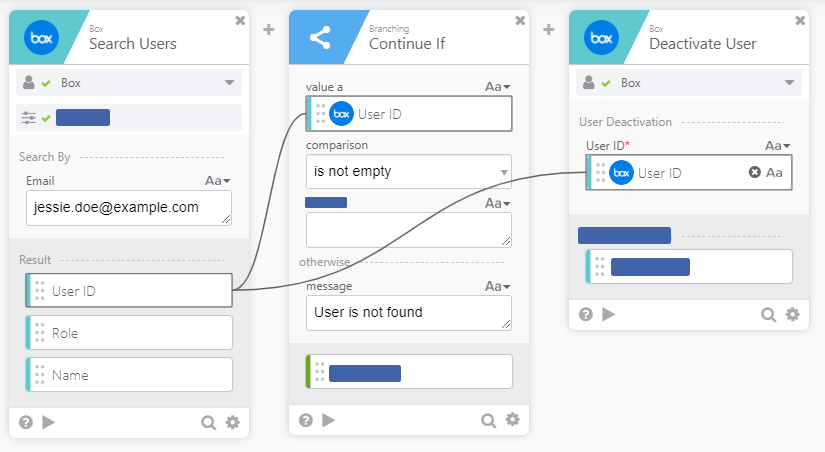 box
Box
Search Users
Box
Search By
Email
Aa
jessie.doe@example.com
Result
User ID
Role
Name
Branching
Continue If
value a
Aa
box
User ID
comparison
is not empty
Aa
otherwise
message
Aa
User is not found
box
Box
Deactivate User
Box
User Deactivation
User ID*
Aa
box
User ID
Aa